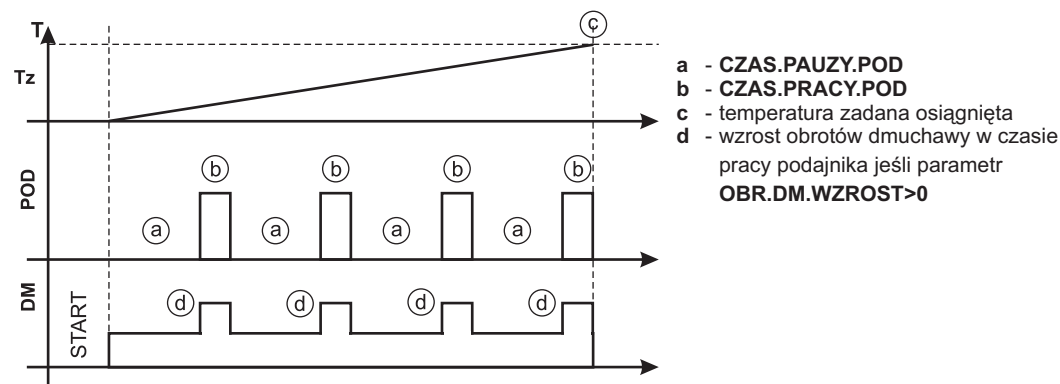 T
c
Tz
a - CZAS.PAUZY.POD
b - CZAS.PRACY.POD
c - temperatura zadana osiągnięta
d - wzrost obrotów dmuchawy w czasie
pracy podajnika jeśli parametr
OBR.DM.WZROST>0
POD
b b b b
a a a a
DM
START
d d d d